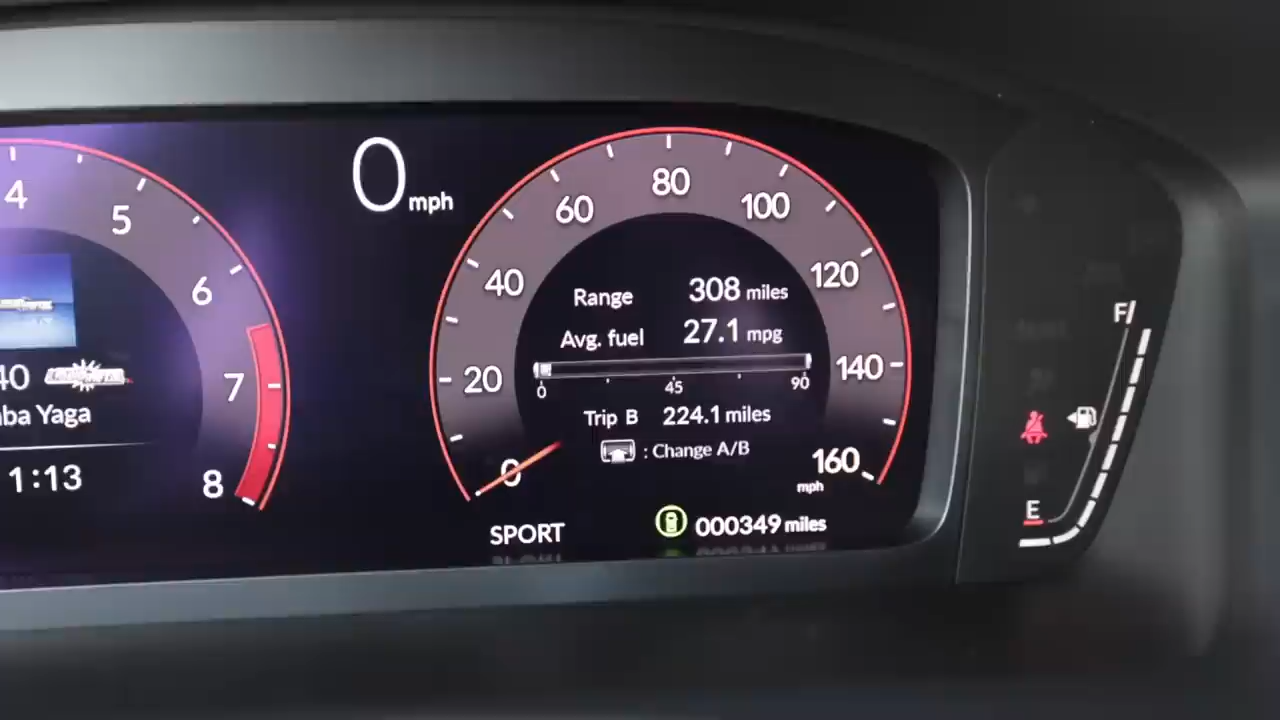 4
5
6
7
8
40
aba Yaga
1:13
0 mph
0
20
40
60
80
100
120
140
160
mph
Range 308 miles
Avg. fuel 27.1 mpg
0 45 90
Trip B 224.1 miles
: Change A/B
SPORT
000349 miles
F
E